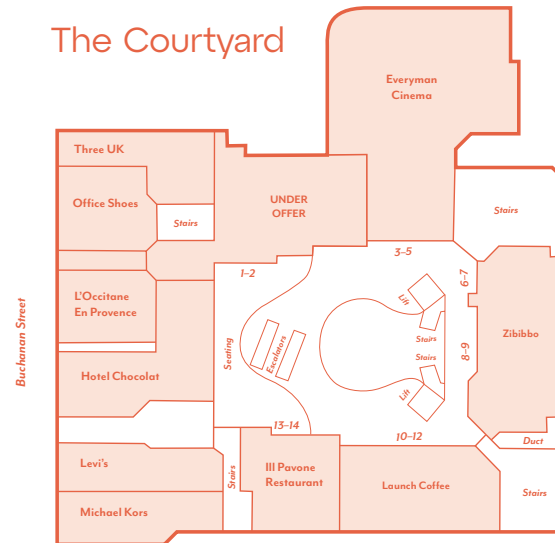 The Courtyard
Everyman
Cinema
Three UK
Office Shoes
Stairs
UNDER
OFFER
Stairs
1–2
3–5
6–7
L'Occitane
En Provence
Lift
Zibibbo
Buchanan Street
Seating
Escalators
Stairs
Stairs
8–9
Hotel Chocolat
Lift
13–14
10–12
Duct
Levi's
Stairs
III Pavone
Restaurant
Launch Coffee
Stairs
Michael Kors